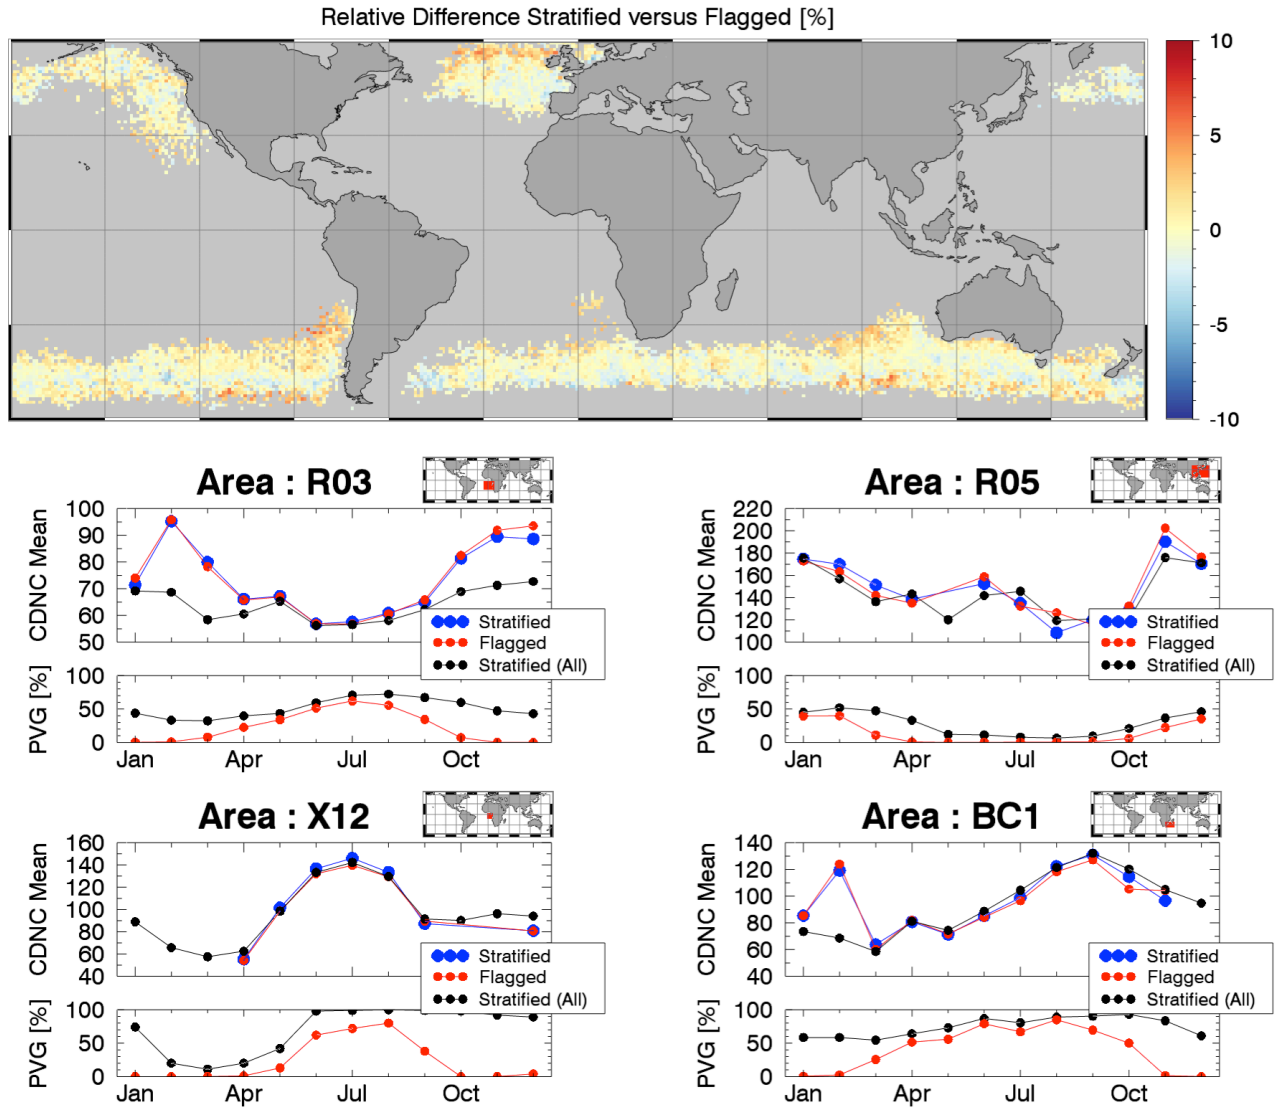 Relative Difference Stratified versus Flagged [%]
10
5
0
-5
-10
Area : R03
CDNC Mean
100
90
80
70
60
50
Stratified
Flagged
Stratified (All)
PVG [%]
100
50
0
Jan Apr Jul Oct
Area : R05
CDNC Mean
220
200
180
160
140
120
100
Stratified
Flagged
Stratified (All)
PVG [%]
100
50
0
Jan Apr Jul Oct
Area : X12
CDNC Mean
160
140
120
100
80
60
40
Stratified
Flagged
Stratified (All)
PVG [%]
100
50
0
Jan Apr Jul Oct
Area : BC1
CDNC Mean
140
120
100
80
60
40
Stratified
Flagged
Stratified (All)
PVG [%]
100
50
0
Jan Apr Jul Oct